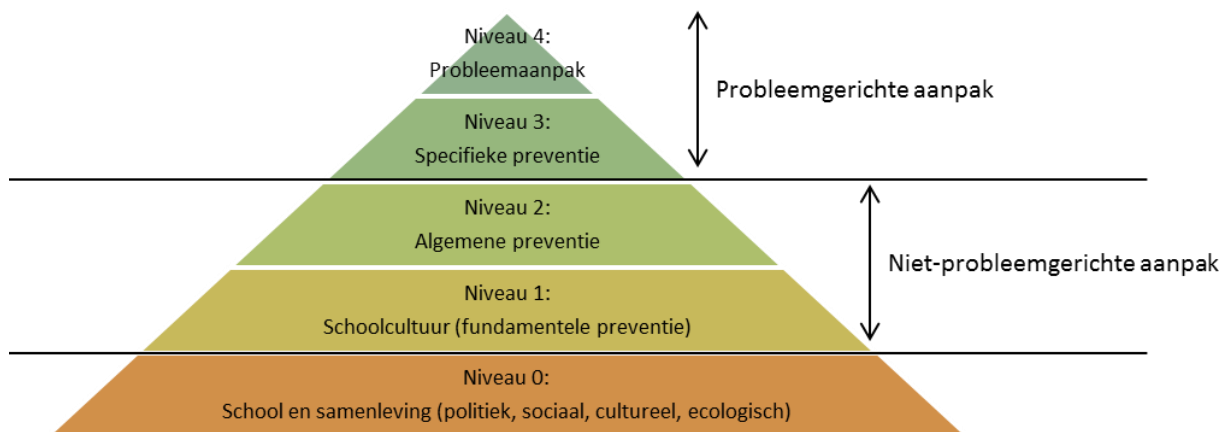 Niveau 4:
Probleemaanpak
Probleemgerichte aanpak
Niveau 3:
Specifieke preventie
Niveau 2:
Algemene preventie
Niet-probleemgerichte aanpak
Niveau 1:
Schoolcultuur (fundamentele preventie)
Niveau 0:
School en samenleving (politiek, sociaal, cultureel, ecologisch)